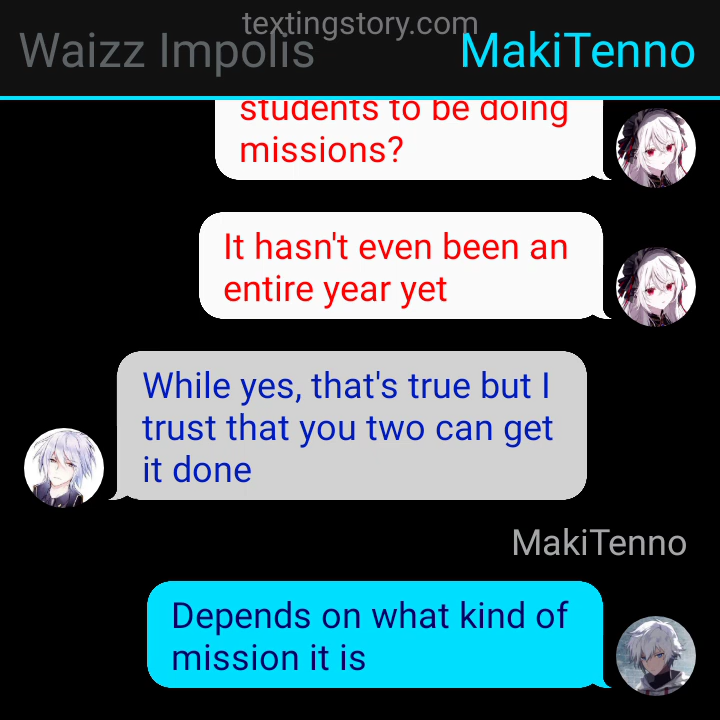 textingstory.com
Waizz Impolis MakiTenno
students to be doing
missions?
It hasn't even been an
entire year yet
While yes, that's true but I
trust that you two can get
it done
MakiTenno
Depends on what kind of
mission it is